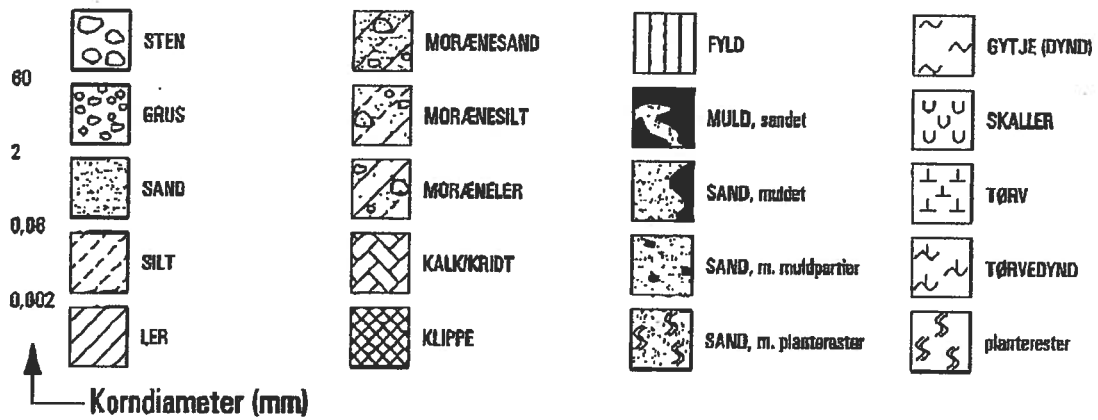 STEN
60
GRUS
2
SAND
0,06
SILT
0,002
LER
Korndiameter (mm)
MORÆNESAND
MORÆNESILT
MORÆNELER
KALK/KRIDT
KLIPPE
FYLD
MULD, sandet
SAND, muldet
SAND, m. muldpartier
SAND, m. planterester
GYTJE (DYND)
SKALLER
TØRV
TØRVEDYND
planterester